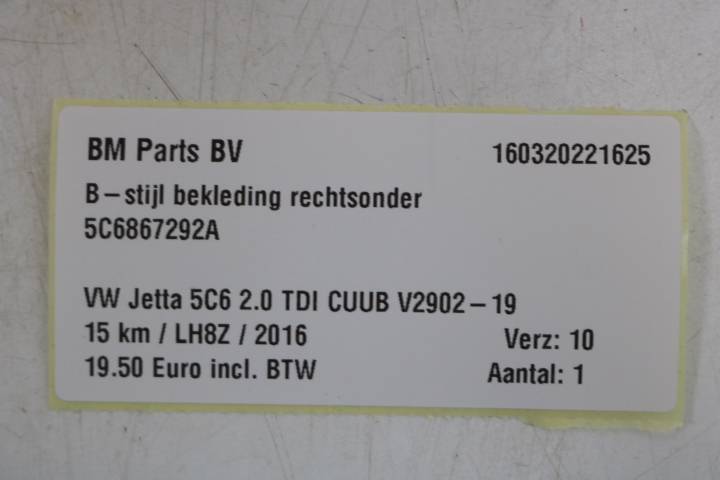 BM Parts BV 160320221625
B-stijl bekleding rechtsonder
5C6867292A
VW Jetta 5C6 2.0 TDI CUUB V2902-19
15 km / LH8Z / 2016 Verz: 10
19.50 Euro incl. BTW Aantal: 1